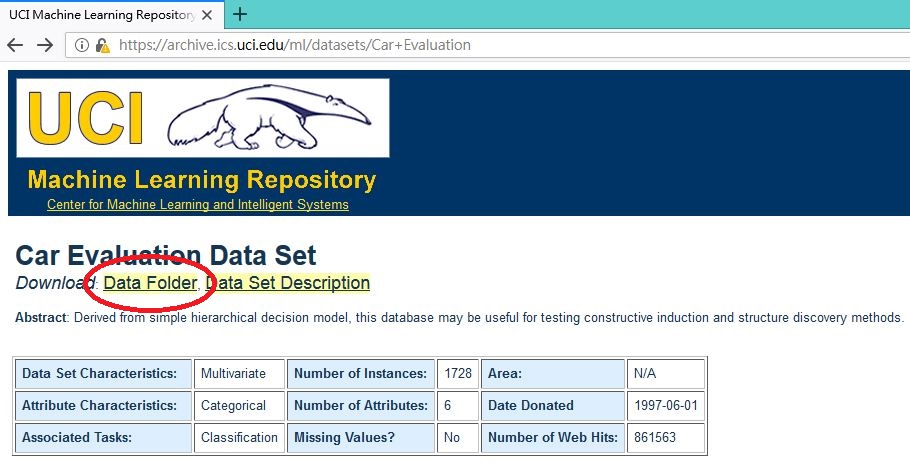 UCI Machine Learning Repository
https://archive.ics.uci.edu/ml/datasets/Car+Evaluation
UCI
Machine Learning Repository
Center for Machine Learning and Intelligent Systems
Car Evaluation Data Set
Download: Data Folder, Data Set Description
Abstract: Derived from simple hierarchical decision model, this database may be useful for testing constructive induction and structure discovery methods.
Data Set Characteristics: Multivariate Number of Instances: 1728 Area: N/A
Attribute Characteristics: Categorical Number of Attributes: 6 Date Donated 1997-06-01
Associated Tasks: Classification Missing Values? No Number of Web Hits: 861563